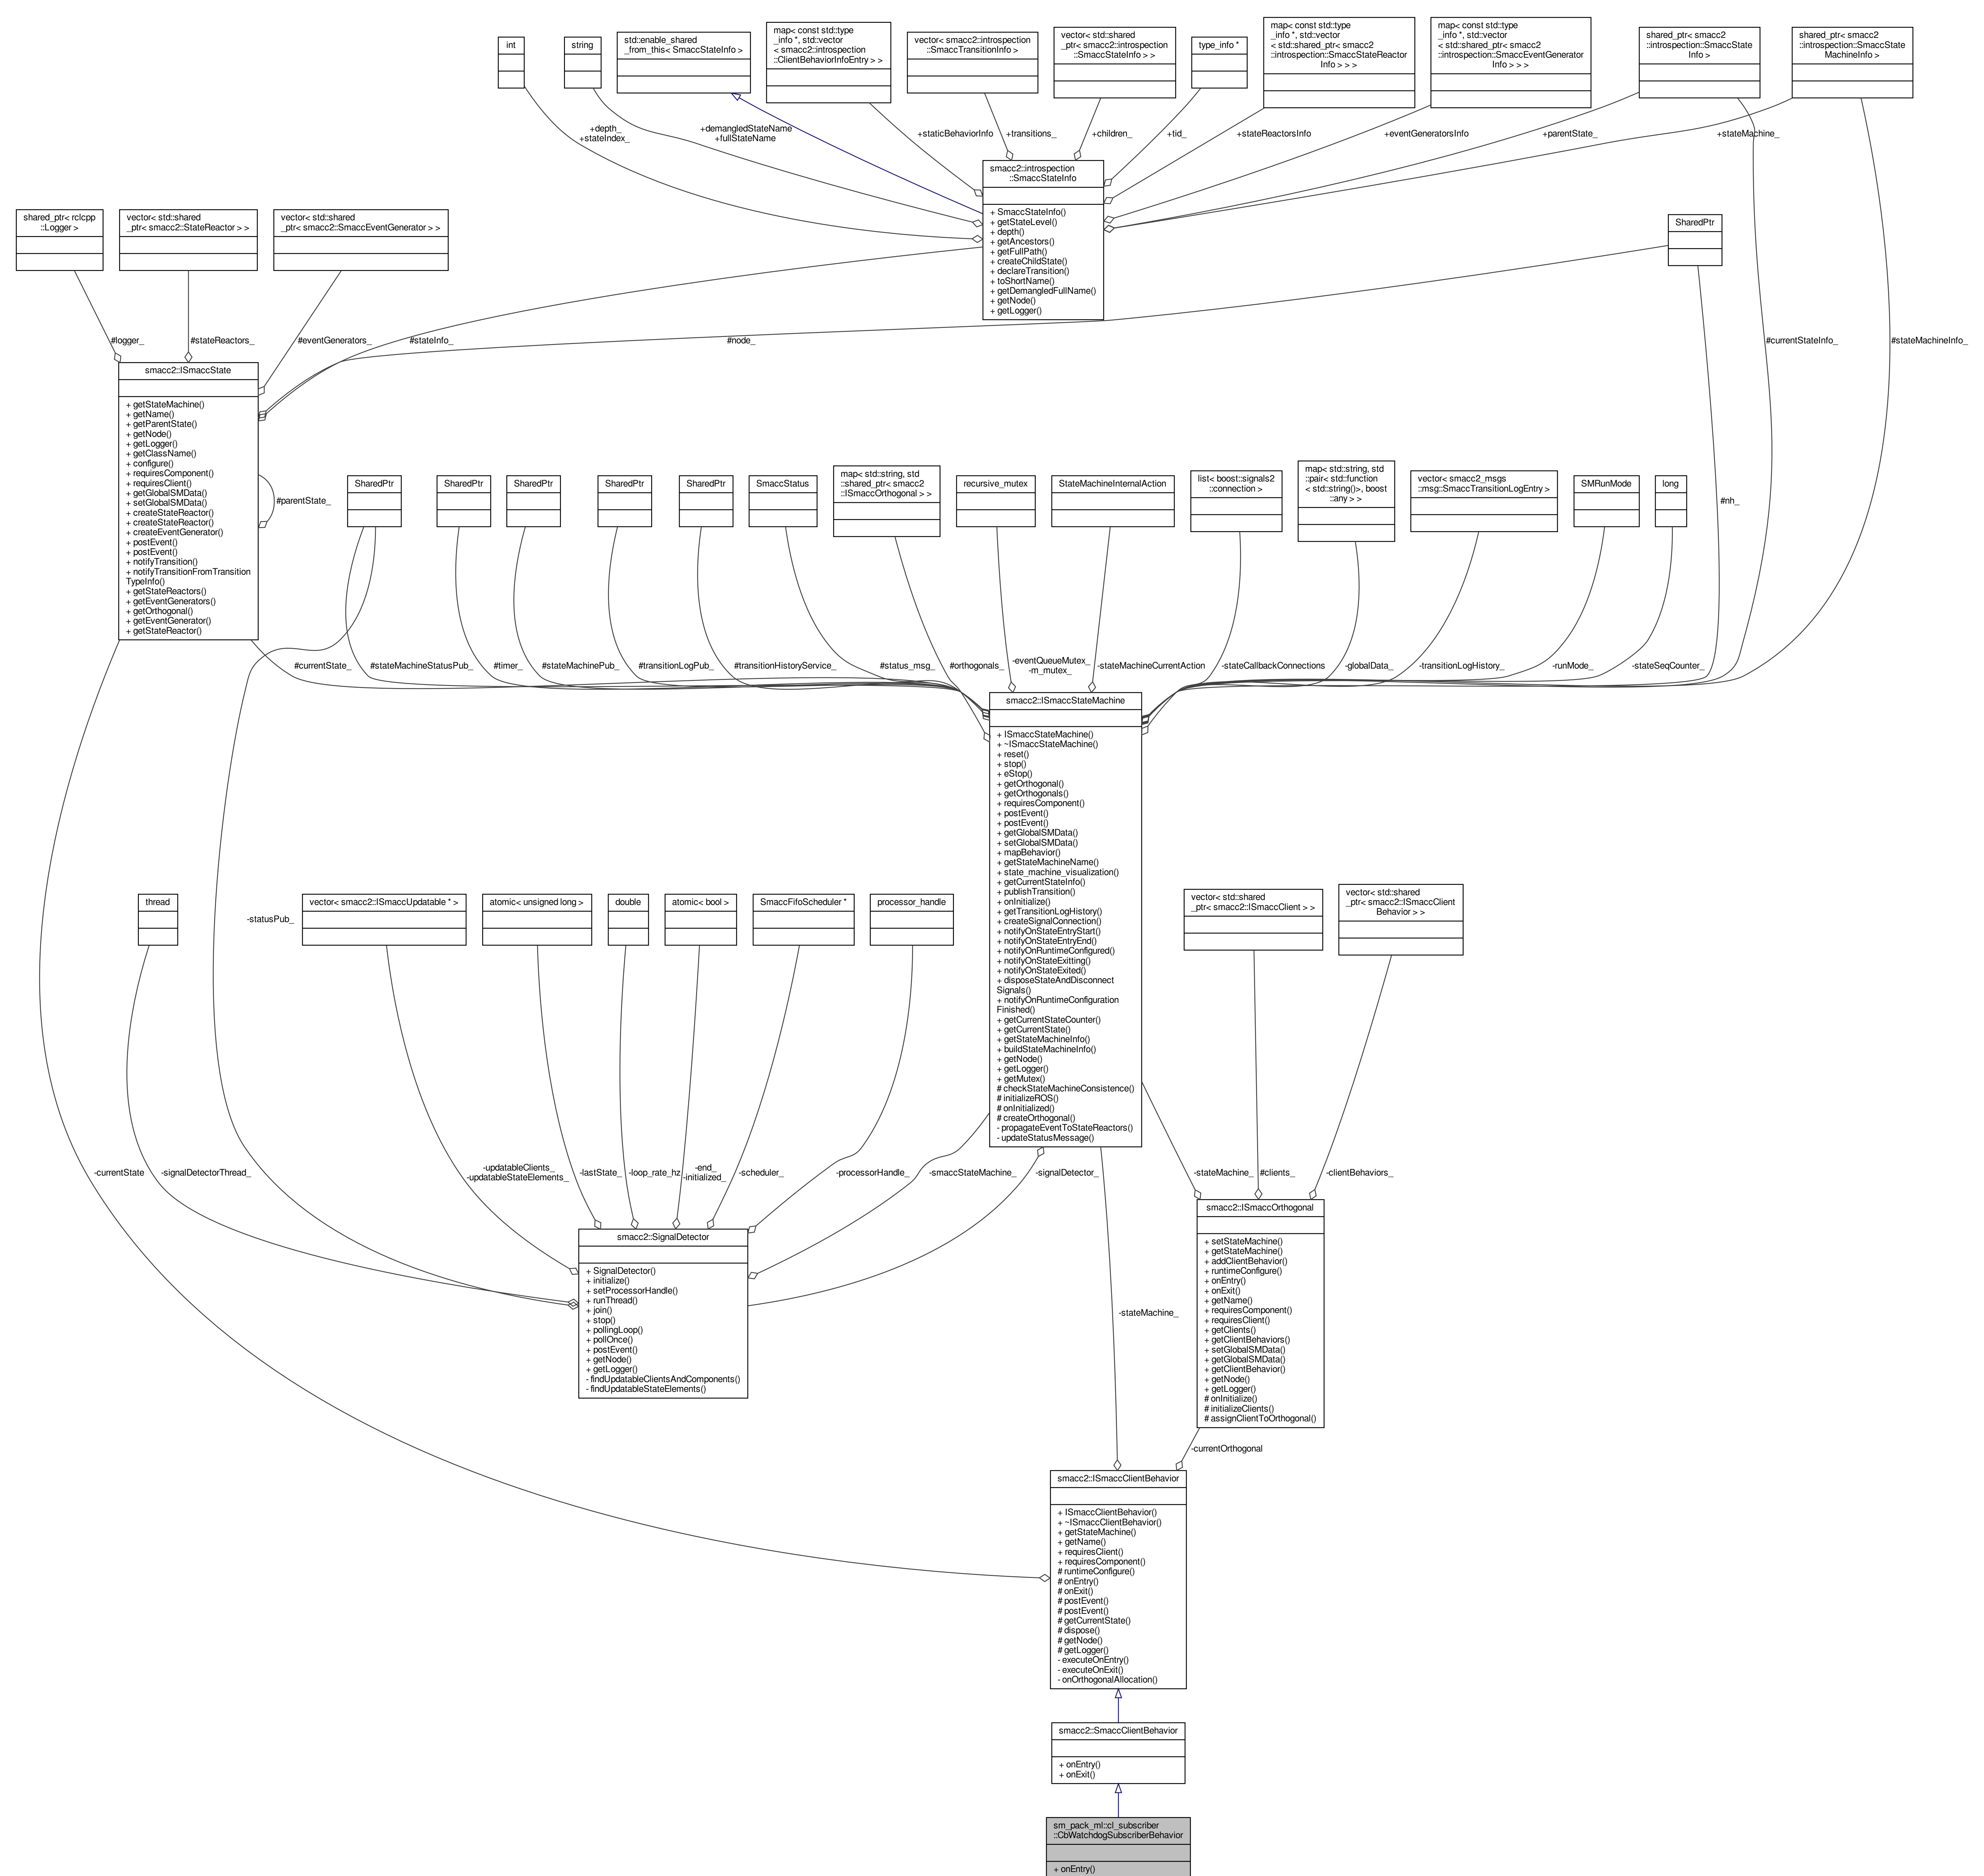 int
string
std::enable_shared
_from_this< SmaccStateInfo >
map< const std::type
_info *, std::vector
< smacc2::introspection
::ClientBehaviorInfoEntry > >
vector< smacc2::introspection
::SmaccTransitionInfo >
vector< std::shared
_ptr< smacc2::introspection
::SmaccStateInfo > >
type_info *
map< const std::type
_info *, std::vector
< std::shared_ptr< smacc2
::introspection::SmaccStateReactor
Info > > >
map< const std::type
_info *, std::vector
< std::shared_ptr< smacc2
::introspection::SmaccEventGenerator
Info > > >
shared_ptr< smacc2
::introspection::SmaccState
Info >
shared_ptr< smacc2
::introspection::SmaccState
MachineInfo >
+depth_
+stateIndex_
+demangledStateName
+fullStateName
+staticBehaviorInfo
+transitions_
+children_
+tid_
+stateReactorsInfo
+eventGeneratorsInfo
+parentState_
+stateMachine_
smacc2::introspection
::SmaccStateInfo
+ SmaccStateInfo()
+ getStateLevel()
+ depth()
+ getAncestors()
+ getFullPath()
+ createChildState()
+ declareTransition()
+ toShortName()
+ getDemangledFullName()
+ getNode()
+ getLogger()
shared_ptr< rclcpp
::Logger >
vector< std::shared
_ptr< smacc2::StateReactor > >
vector< std::shared
_ptr< smacc2::SmaccEventGenerator > >
SharedPtr
#logger_
#stateReactors_
#eventGenerators_
#stateInfo_
#node_
#currentStateInfo_
#stateMachineInfo_
smacc2::ISmaccState
+ getStateMachine()
+ getName()
+ getParentState()
+ getNode()
+ getLogger()
+ getClassName()
+ configure()
+ requiresComponent()
+ requiresClient()
+ getGlobalSMData()
+ setGlobalSMData()
+ createStateReactor()
+ createStateReactor()
+ createEventGenerator()
+ postEvent()
+ postEvent()
+ notifyTransition()
+ notifyTransitionFromTransition
TypeInfo()
+ getStateReactors()
+ getEventGenerators()
+ getOrthogonal()
+ getEventGenerator()
+ getStateReactor()
#parentState_
SharedPtr
SharedPtr
SharedPtr
SharedPtr
SharedPtr
SmaccStatus
map< std::string, std
::shared_ptr< smacc2
::ISmaccOrthogonal > >
recursive_mutex
StateMachineInternalAction
list< boost::signals2
::connection >
map< std::string, std
::pair< std::function
< std::string()>, boost
::any > >
vector< smacc2_msgs
::msg::SmaccTransitionLogEntry >
SMRunMode
long
#nh_
#currentState_
#stateMachineStatusPub_
#timer_
#stateMachinePub_
#transitionLogPub_
#transitionHistoryService_
#status_msg_
#orthogonals_
-eventQueueMutex_
-m_mutex_
-stateMachineCurrentAction
-stateCallbackConnections
-globalData_
-transitionLogHistory_
-runMode_
-stateSeqCounter_
smacc2::ISmaccStateMachine
+ ISmaccStateMachine()
+ ~ISmaccStateMachine()
+ reset()
+ stop()
+ eStop()
+ getOrthogonal()
+ getOrthogonals()
+ requiresComponent()
+ postEvent()
+ postEvent()
+ getGlobalSMData()
+ setGlobalSMData()
+ mapBehavior()
+ getStateMachineName()
+ state_machine_visualization()
+ getCurrentStateInfo()
+ publishTransition()
+ onInitialize()
+ getTransitionLogHistory()
+ createSignalConnection()
+ notifyOnStateEntryStart()
+ notifyOnStateEntryEnd()
+ notifyOnRuntimeConfigured()
+ notifyOnStateExitting()
+ notifyOnStateExited()
+ disposeStateAndDisconnect
Signals()
+ notifyOnRuntimeConfiguration
Finished()
+ getCurrentStateCounter()
+ getCurrentState()
+ getStateMachineInfo()
+ buildStateMachineInfo()
+ getNode()
+ getLogger()
+ getMutex()
# checkStateMachineConsistence()
# initializeROS()
# onInitialized()
# createOrthogonal()
- propagateEventToStateReactors()
- updateStatusMessage()
thread
-statusPub_
vector< smacc2::ISmaccUpdatable * >
atomic< unsigned long >
double
atomic< bool >
SmaccFifoScheduler *
processor_handle
vector< std::shared
_ptr< smacc2::ISmaccClient > >
vector< std::shared
_ptr< smacc2::ISmaccClient
Behavior > >
-currentState
-signalDetectorThread_
-updatableClients_
-updatableStateElements_
-lastState_
-loop_rate_hz
-end_
-initialized_
-scheduler_
-processorHandle_
-smaccStateMachine_
-signalDetector_
-stateMachine_
#clients_
-clientBehaviors_
smacc2::SignalDetector
+ SignalDetector()
+ initialize()
+ setProcessorHandle()
+ runThread()
+ join()
+ stop()
+ pollingLoop()
+ pollOnce()
+ postEvent()
+ getNode()
+ getLogger()
- findUpdatableClientsAndComponents()
- findUpdatableStateElements()
smacc2::ISmaccOrthogonal
+ setStateMachine()
+ getStateMachine()
+ addClientBehavior()
+ runtimeConfigure()
+ onEntry()
+ onExit()
+ getName()
+ requiresComponent()
+ requiresClient()
+ getClients()
+ getClientBehaviors()
+ setGlobalSMData()
+ getGlobalSMData()
+ getClientBehavior()
+ getNode()
+ getLogger()
# onInitialize()
# initializeClients()
# assignClientToOrthogonal()
-stateMachine_
-currentOrthogonal
smacc2::ISmaccClientBehavior
+ ISmaccClientBehavior()
+ ~ISmaccClientBehavior()
+ getStateMachine()
+ getName()
+ requiresClient()
+ requiresComponent()
# runtimeConfigure()
# onEntry()
# onExit()
# postEvent()
# postEvent()
# getCurrentState()
# dispose()
# getNode()
# getLogger()
- executeOnEntry()
- executeOnExit()
- onOrthogonalAllocation()
smacc2::SmaccClientBehavior
+ onEntry()
+ onExit()
sm_pack_ml::cl_subscriber
::CbWatchdogSubscriberBehavior
+ onEntry()